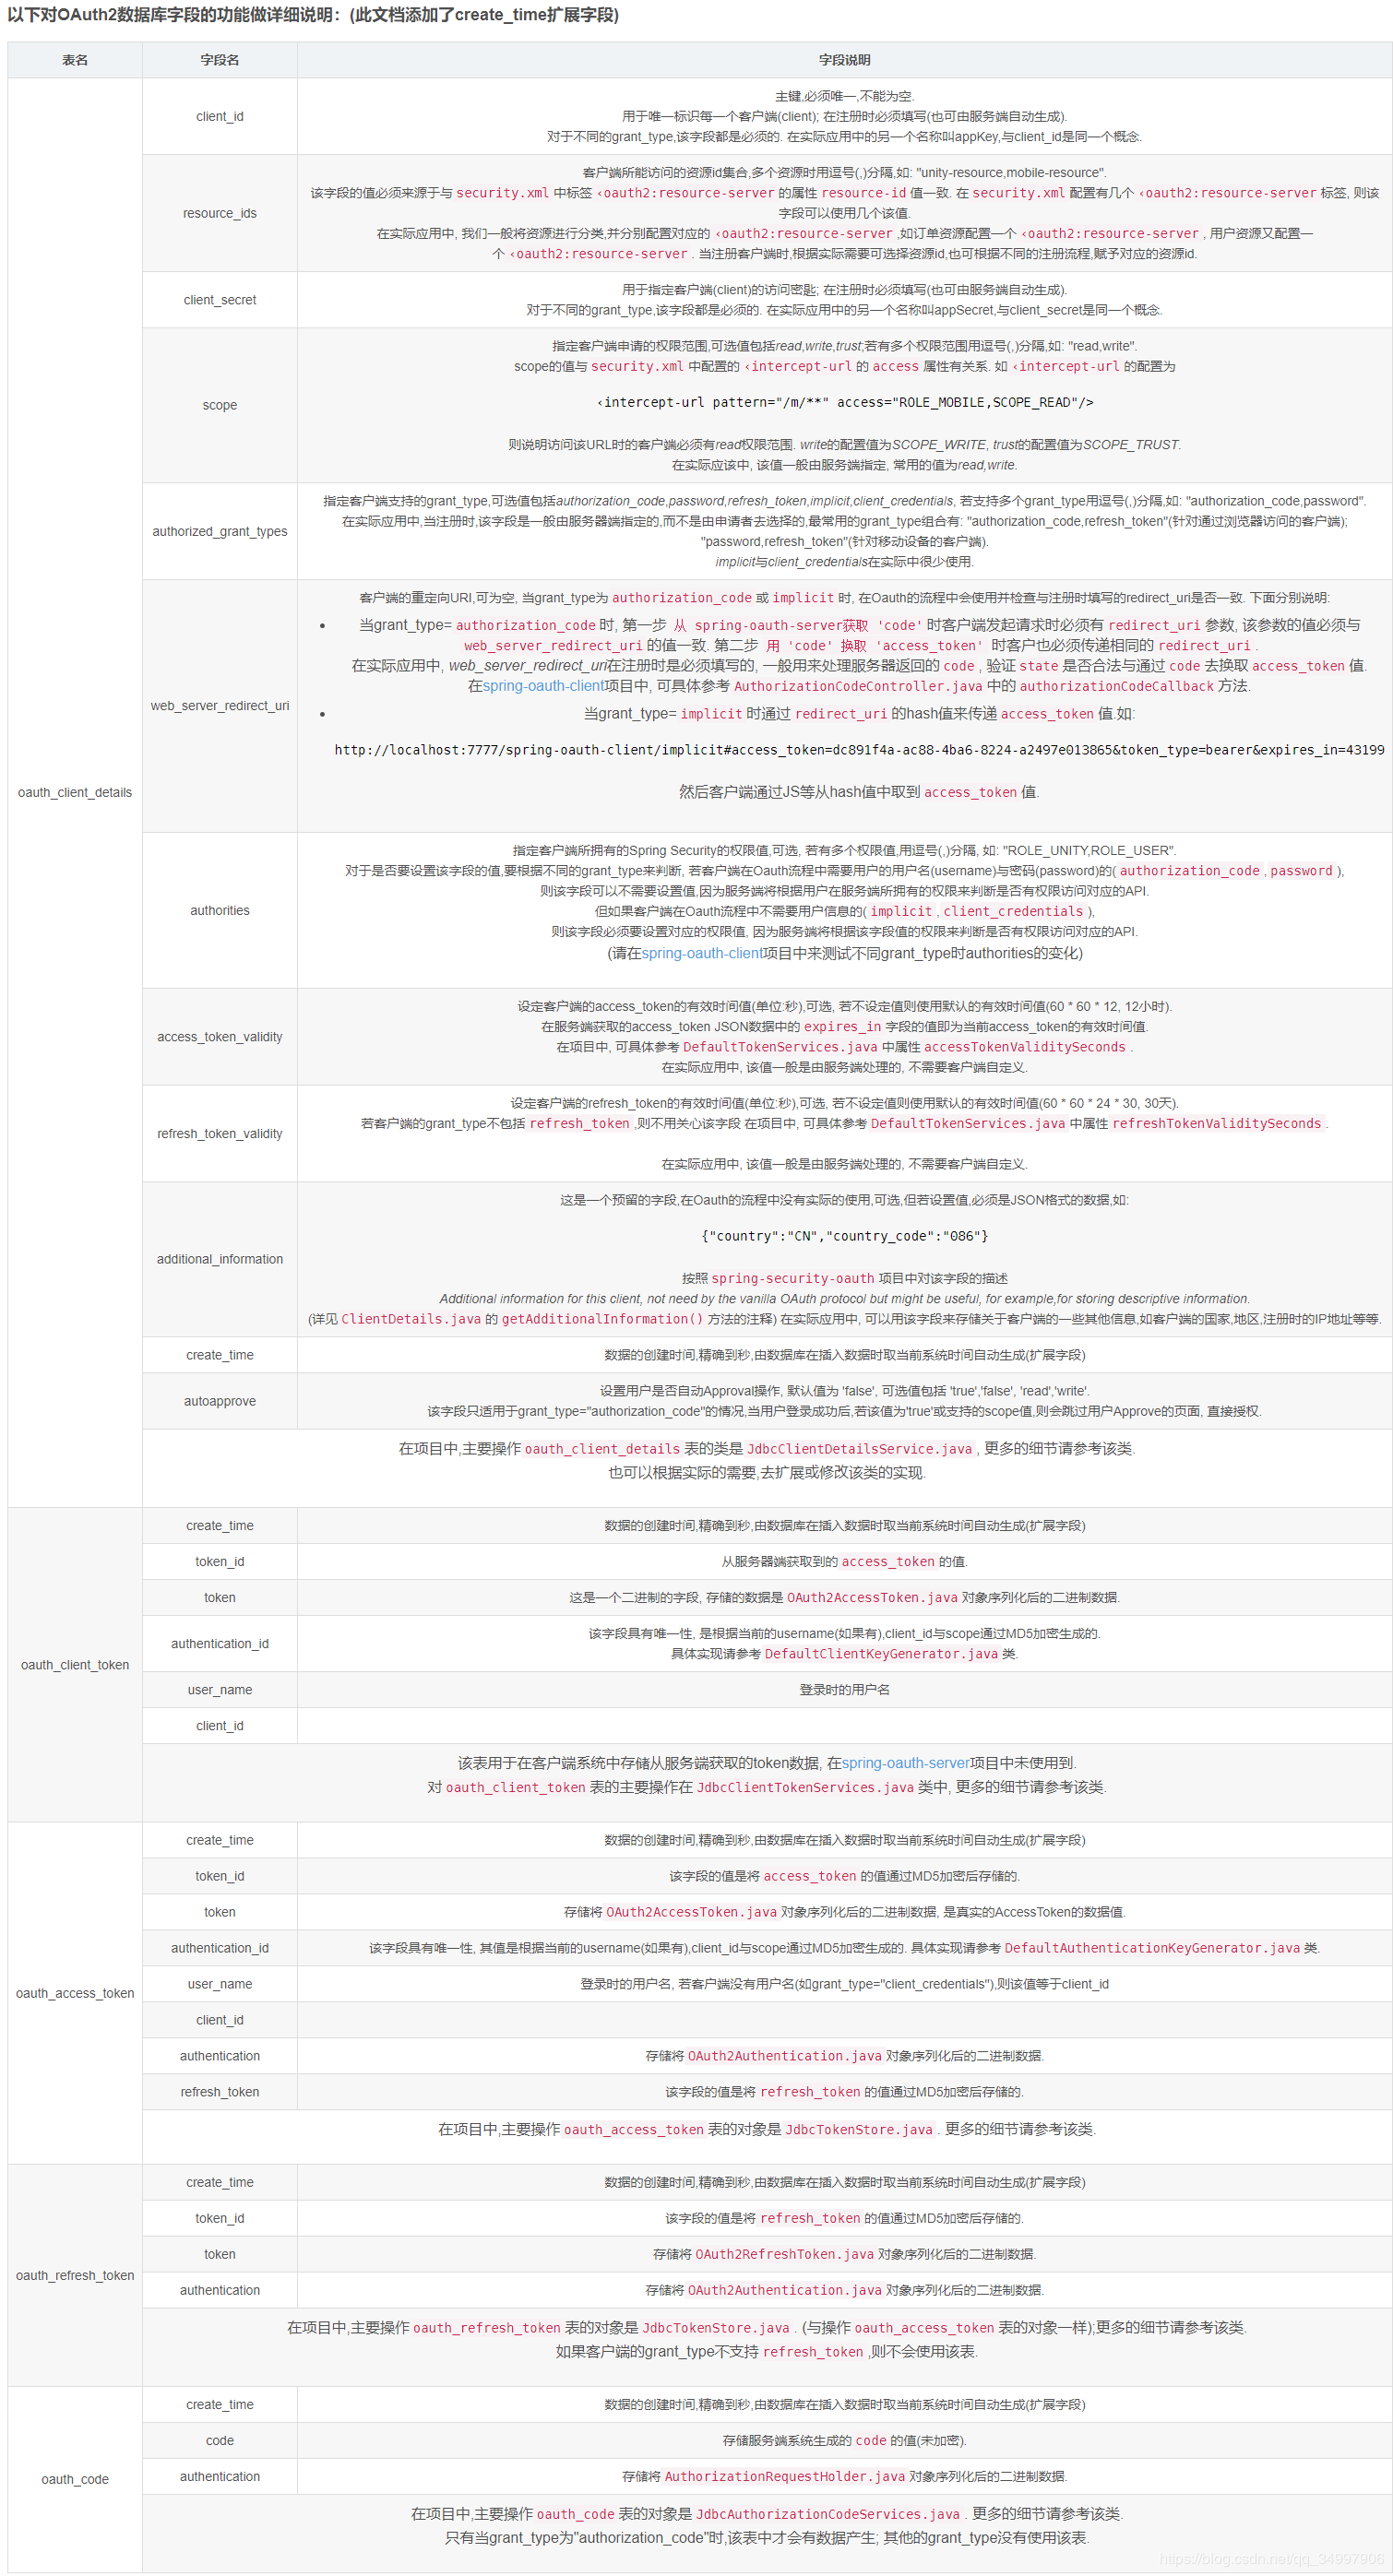 以下对OAuth2数据库字段的功能做详细说明：(此文档添加了create_time扩展字段)
表名 字段名 字段说明
oauth_client_details
client_id
主键,必须唯一,不能为空.
用于唯一标识每一个客户端(client); 在注册时必须填写(也可由服务端自动生成).
对于不同的grant_type,该字段都是必须的. 在实际应用中的另一个名称叫appKey,与client_id是同一个概念.
resource_ids
客户端所能访问的资源id集合,多个资源时用逗号(,)分隔,如: "unity-resource,mobile-resource".
该字段的值必须来源于与 security.xml 中标签 ‹oauth2:resource-server 的属性 resource-id 值一致. 在 security.xml 配置有几个 ‹oauth2:resource-server 标签, 则该
字段可以使用几个该值.
在实际应用中, 我们一般将资源进行分类,并分别配置对应的 ‹oauth2:resource-server ,如订单资源配置一个 ‹oauth2:resource-server , 用户资源又配置一
个 ‹oauth2:resource-server . 当注册客户端时,根据实际需要可选择资源id,也可根据不同的注册流程,赋予对应的资源id.
client_secret
用于指定客户端(client)的访问密匙; 在注册时必须填写(也可由服务端自动生成).
对于不同的grant_type,该字段都是必须的. 在实际应用中的另一个名称叫appSecret,与client_secret是同一个概念.
scope
指定客户端申请的权限范围,可选值包括read,write,trust;若有多个权限范围用逗号(,)分隔,如: "read,write".
scope的值与 security.xml 中配置的 ‹intercept-url 的 access 属性有关系. 如 ‹intercept-url 的配置为
‹intercept-url pattern="/m/**" access="ROLE_MOBILE,SCOPE_READ"/>
则说明访问该URL时的客户端必须有read权限范围. write的配置值为SCOPE_WRITE, trust的配置值为SCOPE_TRUST.
在实际应该中, 该值一般由服务端指定, 常用的值为read,write.
authorized_grant_types
指定客户端支持的grant_type,可选值包括authorization_code,password,refresh_token,implicit,client_credentials, 若支持多个grant_type用逗号(,)分隔,如: "authorization_code,password".
在实际应用中,当注册时,该字段是一般由服务器端指定的,而不是由申请者去选择的,最常用的grant_type组合有: "authorization_code,refresh_token"(针对通过浏览器访问的客户端);
"password,refresh_token"(针对移动设备的客户端).
implicit与client_credentials在实际中很少使用.
web_server_redirect_uri
客户端的重定向URI,可为空, 当grant_type为 authorization_code 或 implicit 时, 在Oauth的流程中会使用并检查与注册时填写的redirect_uri是否一致. 下面分别说明:
• 当grant_type= authorization_code 时, 第一步 从 spring-oauth-server获取 'code' 时客户端发起请求时必须有 redirect_uri 参数, 该参数的值必须与
web_server_redirect_uri 的值一致. 第二步 用 'code' 换取 'access_token' 时客户也必须传递相同的 redirect_uri .
在实际应用中, web_server_redirect_uri在注册时是必须填写的, 一般用来处理服务器返回的 code , 验证 state 是否合法与通过 code 去换取 access_token 值.
在spring-oauth-client项目中, 可具体参考 AuthorizationCodeController.java 中的 authorizationCodeCallback 方法.
• 当grant_type= implicit 时通过 redirect_uri 的hash值来传递 access_token 值.如:
http://localhost:7777/spring-oauth-client/implicit#access_token=dc891f4a-ac88-4ba6-8224-a2497e013865&token_type=bearer&expires_in=43199
然后客户端通过JS等从hash值中取到 access_token 值.
authorities
指定客户端所拥有的Spring Security的权限值,可选, 若有多个权限值,用逗号(,)分隔, 如: "ROLE_UNITY,ROLE_USER".
对于是否要设置该字段的值,要根据不同的grant_type来判断, 若客户端在Oauth流程中需要用户的用户名(username)与密码(password)的( authorization_code , password ),
则该字段可以不需要设置值,因为服务端将根据用户在服务端所拥有的权限来判断是否有权限访问对应的API.
但如果客户端在Oauth流程中不需要用户信息的( implicit , client_credentials ),
则该字段必须要设置对应的权限值, 因为服务端将根据该字段值的权限来判断是否有权限访问对应的API.
(请在spring-oauth-client项目中来测试不同grant_type时authorities的变化)
access_token_validity
设定客户端的access_token的有效时间值(单位:秒),可选, 若不设定值则使用默认的有效时间值(60 * 60 * 12, 12小时).
在服务端获取的access_token JSON数据中的 expires_in 字段的值即为当前access_token的有效时间值.
在项目中, 可具体参考 DefaultTokenServices.java 中属性 accessTokenValiditySeconds .
在实际应用中, 该值一般是由服务端处理的, 不需要客户端自定义.
refresh_token_validity
设定客户端的refresh_token的有效时间值(单位:秒),可选, 若不设定值则使用默认的有效时间值(60 * 60 * 24 * 30, 30天).
若客户端的grant_type不包括 refresh_token ,则不用关心该字段 在项目中, 可具体参考 DefaultTokenServices.java 中属性 refreshTokenValiditySeconds .
在实际应用中, 该值一般是由服务端处理的, 不需要客户端自定义.
additional_information
这是一个预留的字段,在Oauth的流程中没有实际的使用,可选,但若设置值,必须是JSON格式的数据,如:
{"country":"CN","country_code":"086"}
按照 spring-security-oauth 项目中对该字段的描述
Additional information for this client, not need by the vanilla OAuth protocol but might be useful, for example,for storing descriptive information.
(详见 ClientDetails.java 的 getAdditionalInformation() 方法的注释) 在实际应用中, 可以用该字段来存储关于客户端的一些其他信息,如客户端的国家,地区,注册时的IP地址等等.
create_time
数据的创建时间,精确到秒,由数据库在插入数据时取当前系统时间自动生成(扩展字段)
autoapprove
设置用户是否自动Approval操作, 默认值为 'false', 可选值包括 'true','false', 'read','write'.
该字段只适用于grant_type="authorization_code"的情况,当用户登录成功后,若该值为'true'或支持的scope值,则会跳过用户Approve的页面, 直接授权.
在项目中,主要操作 oauth_client_details 表的类是 JdbcClientDetailsService.java , 更多的细节请参考该类.
也可以根据实际的需要,去扩展或修改该类的实现.
oauth_client_token
create_time
数据的创建时间,精确到秒,由数据库在插入数据时取当前系统时间自动生成(扩展字段)
token_id
从服务器端获取到的 access_token 的值.
token
这是一个二进制的字段, 存储的数据是 OAuth2AccessToken.java 对象序列化后的二进制数据.
authentication_id
该字段具有唯一性, 是根据当前的username(如果有),client_id与scope通过MD5加密生成的.
具体实现请参考 DefaultClientKeyGenerator.java 类.
user_name
登录时的用户名
client_id
该表用于在客户端系统中存储从服务端获取的token数据, 在spring-oauth-server项目中未使用到.
对 oauth_client_token 表的主要操作在 JdbcClientTokenServices.java 类中, 更多的细节请参考该类.
oauth_access_token
create_time
数据的创建时间,精确到秒,由数据库在插入数据时取当前系统时间自动生成(扩展字段)
token_id
该字段的值是将 access_token 的值通过MD5加密后存储的.
token
存储将 OAuth2AccessToken.java 对象序列化后的二进制数据, 是真实的AccessToken的数据值.
authentication_id
该字段具有唯一性, 其值是根据当前的username(如果有),client_id与scope通过MD5加密生成的. 具体实现请参考 DefaultAuthenticationKeyGenerator.java 类.
user_name
登录时的用户名, 若客户端没有用户名(如grant_type="client_credentials"),则该值等于client_id
client_id
authentication
存储将 OAuth2Authentication.java 对象序列化后的二进制数据.
refresh_token
该字段的值是将 refresh_token 的值通过MD5加密后存储的.
在项目中,主要操作 oauth_access_token 表的对象是 JdbcTokenStore.java . 更多的细节请参考该类.
oauth_refresh_token
create_time
数据的创建时间,精确到秒,由数据库在插入数据时取当前系统时间自动生成(扩展字段)
token_id
该字段的值是将 refresh_token 的值通过MD5加密后存储的.
token
存储将 OAuth2RefreshToken.java 对象序列化后的二进制数据.
authentication
存储将 OAuth2Authentication.java 对象序列化后的二进制数据.
在项目中,主要操作 oauth_refresh_token 表的对象是 JdbcTokenStore.java . (与操作 oauth_access_token 表的对象一样);更多的细节请参考该类.
如果客户端的grant_type不支持 refresh_token ,则不会使用该表.
oauth_code
create_time
数据的创建时间,精确到秒,由数据库在插入数据时取当前系统时间自动生成(扩展字段)
code
存储服务端系统生成的 code 的值(未加密).
authentication
存储将 AuthorizationRequestHolder.java 对象序列化后的二进制数据.
在项目中,主要操作 oauth_code 表的对象是 JdbcAuthorizationCodeServices.java . 更多的细节请参考该类.
只有当grant_type为"authorization_code"时,该表中才会有数据产生; 其他的grant_type没有使用该表.
https://blog.csdn.net/qq_34997906